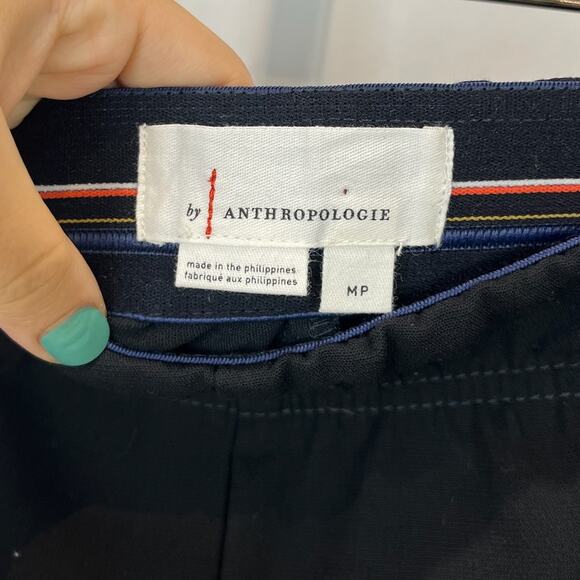 by ANTHROPOLOGIE
made in the philippines
fabriqué aux philippines
MP